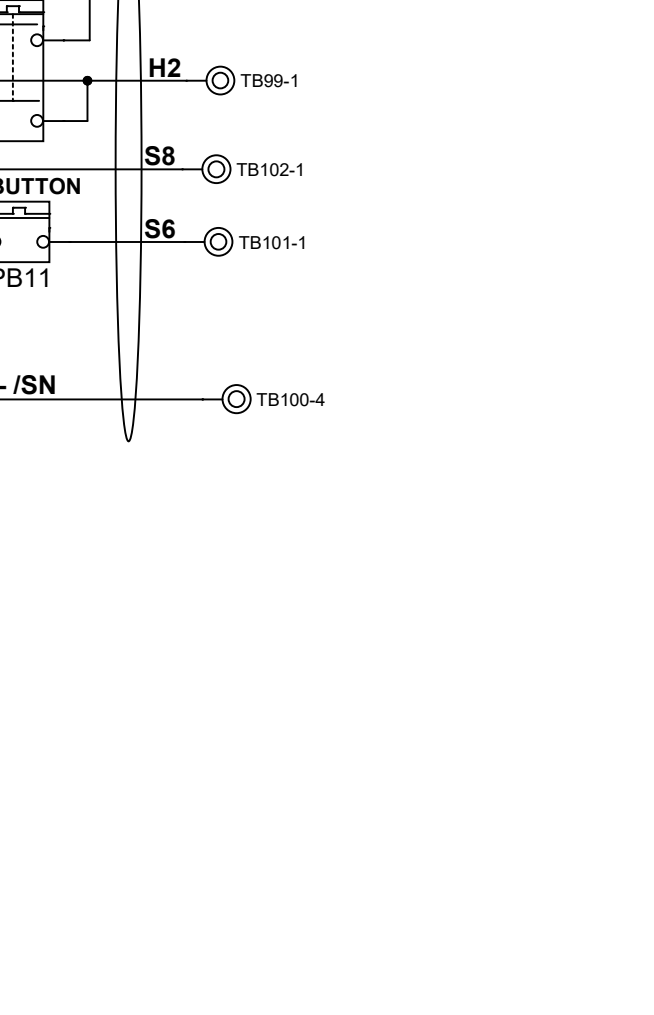 H2 TB99-1
S8 TB102-1
BUTTON
S6 TB101-1
PB11
- /SN TB100-4